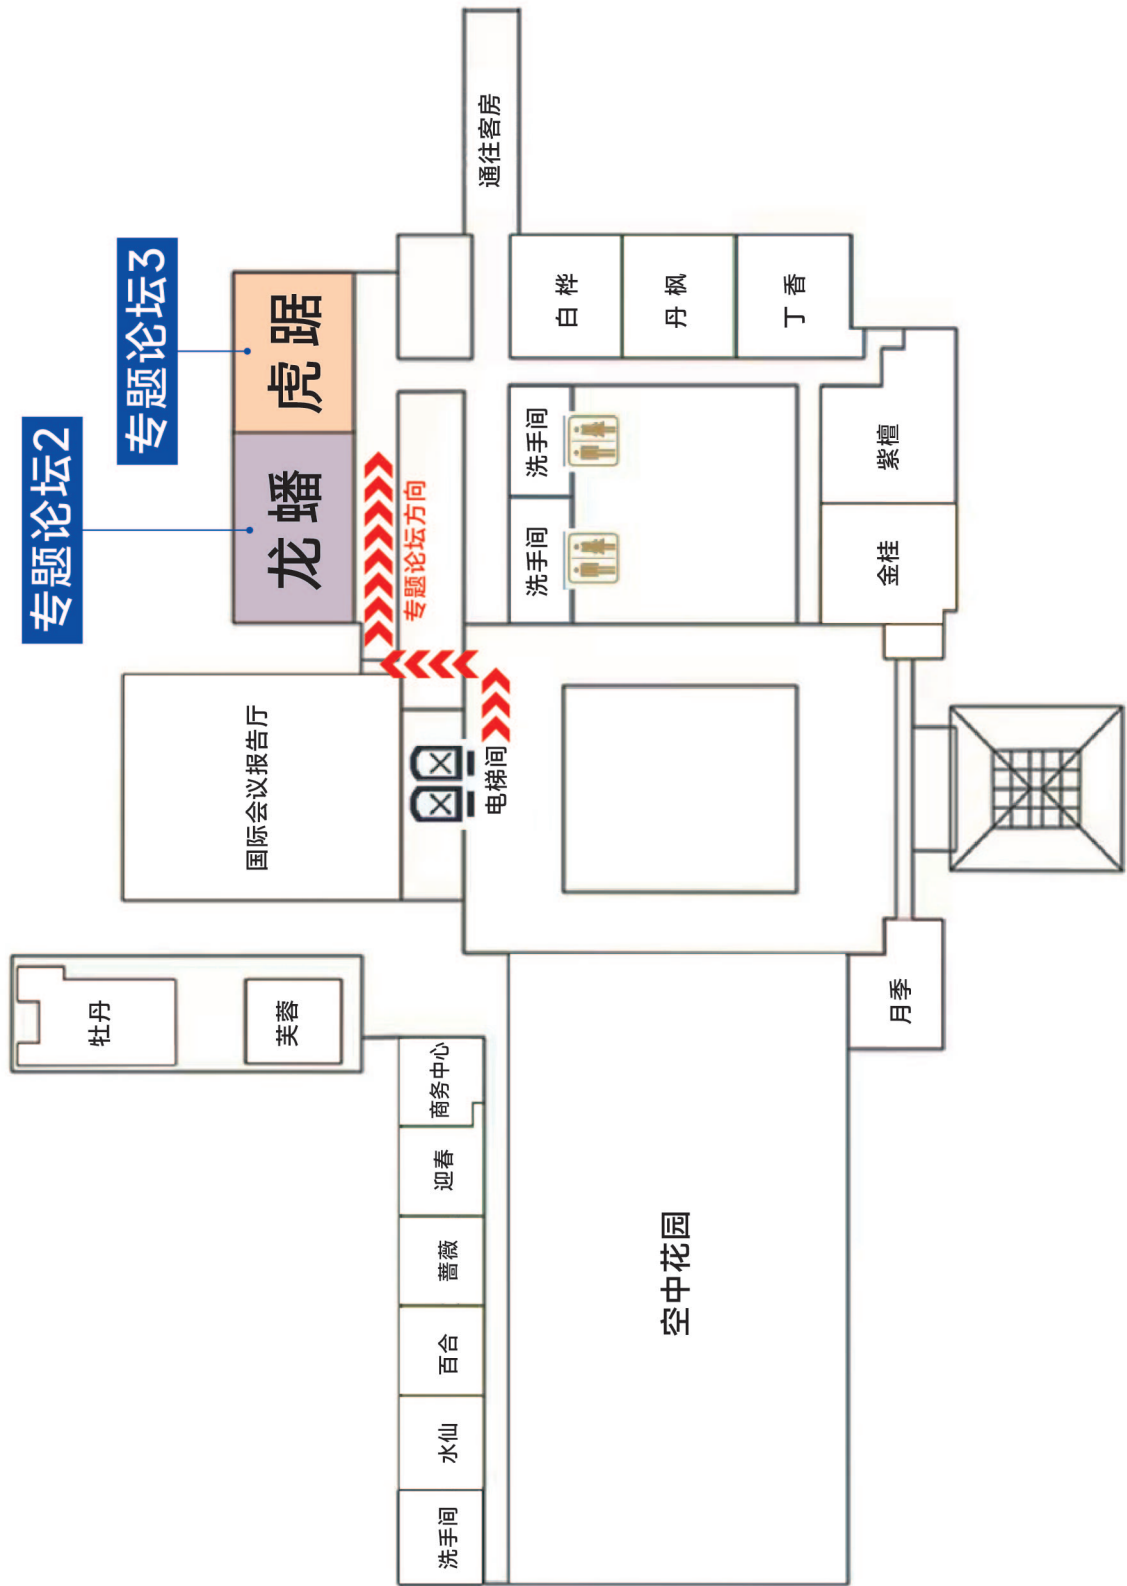 专题论坛2
专题论坛3
龙蟠
虎踞
专题论坛方向
国际会议报告厅
电梯间
通往客房
白桦
丹枫
丁香
洗手间
洗手间
紫檀
金桂
牡丹
芙蓉
商务中心
迎春
蔷薇
百合
水仙
洗手间
空中花园
月季